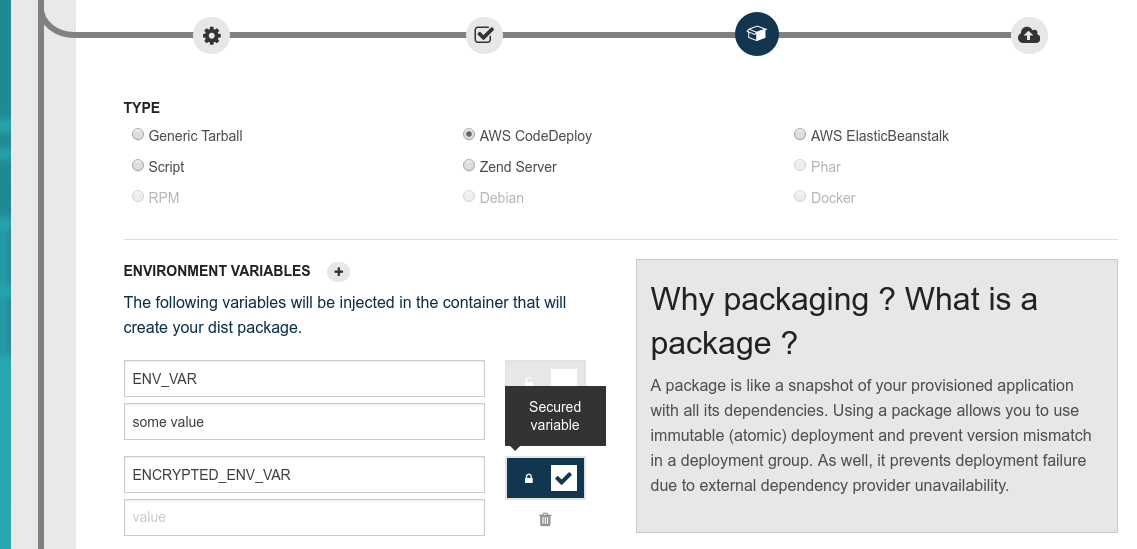 TYPE
Generic Tarball
AWS CodeDeploy
AWS ElasticBeanstalk
Script
Zend Server
Phar
RPM
Debian
Docker
ENVIRONMENT VARIABLES
The following variables will be injected in the container that will
create your dist package.
ENV_VAR
some value
Secured
variable
ENCRYPTED_ENV_VAR
value
Why packaging ? What is a
package ?
A package is like a snapshot of your provisioned application
with all its dependencies. Using a package allows you to use
immutable (atomic) deployment and prevent version mismatch
in a deployment group. As well, it prevents deployment failure
due to external dependency provider unavailability.